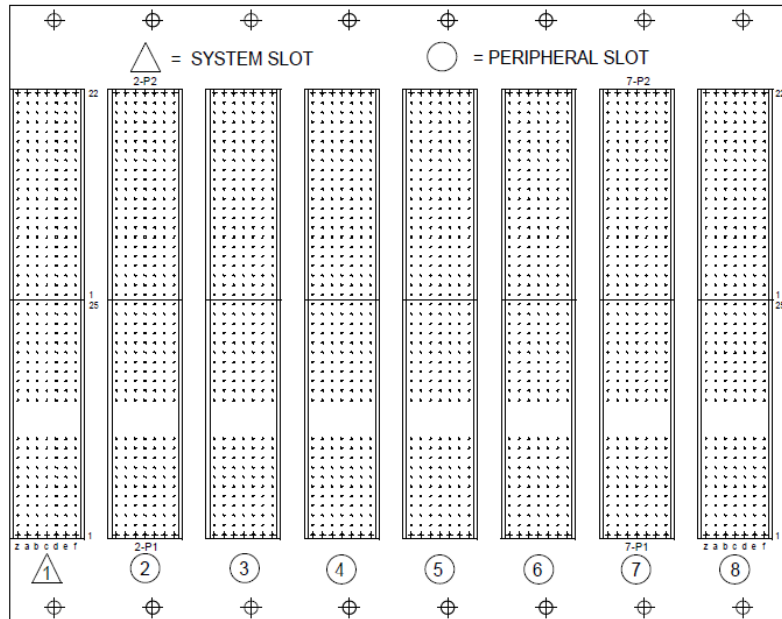 = SYSTEM SLOT = PERIPHERAL SLOT
2-P2 7-P2
22 22
1 1
25 25
1 1
z a b c d e f 2-P1 7-P1 z a b c d e f
1 2 3 4 5 6 7 8